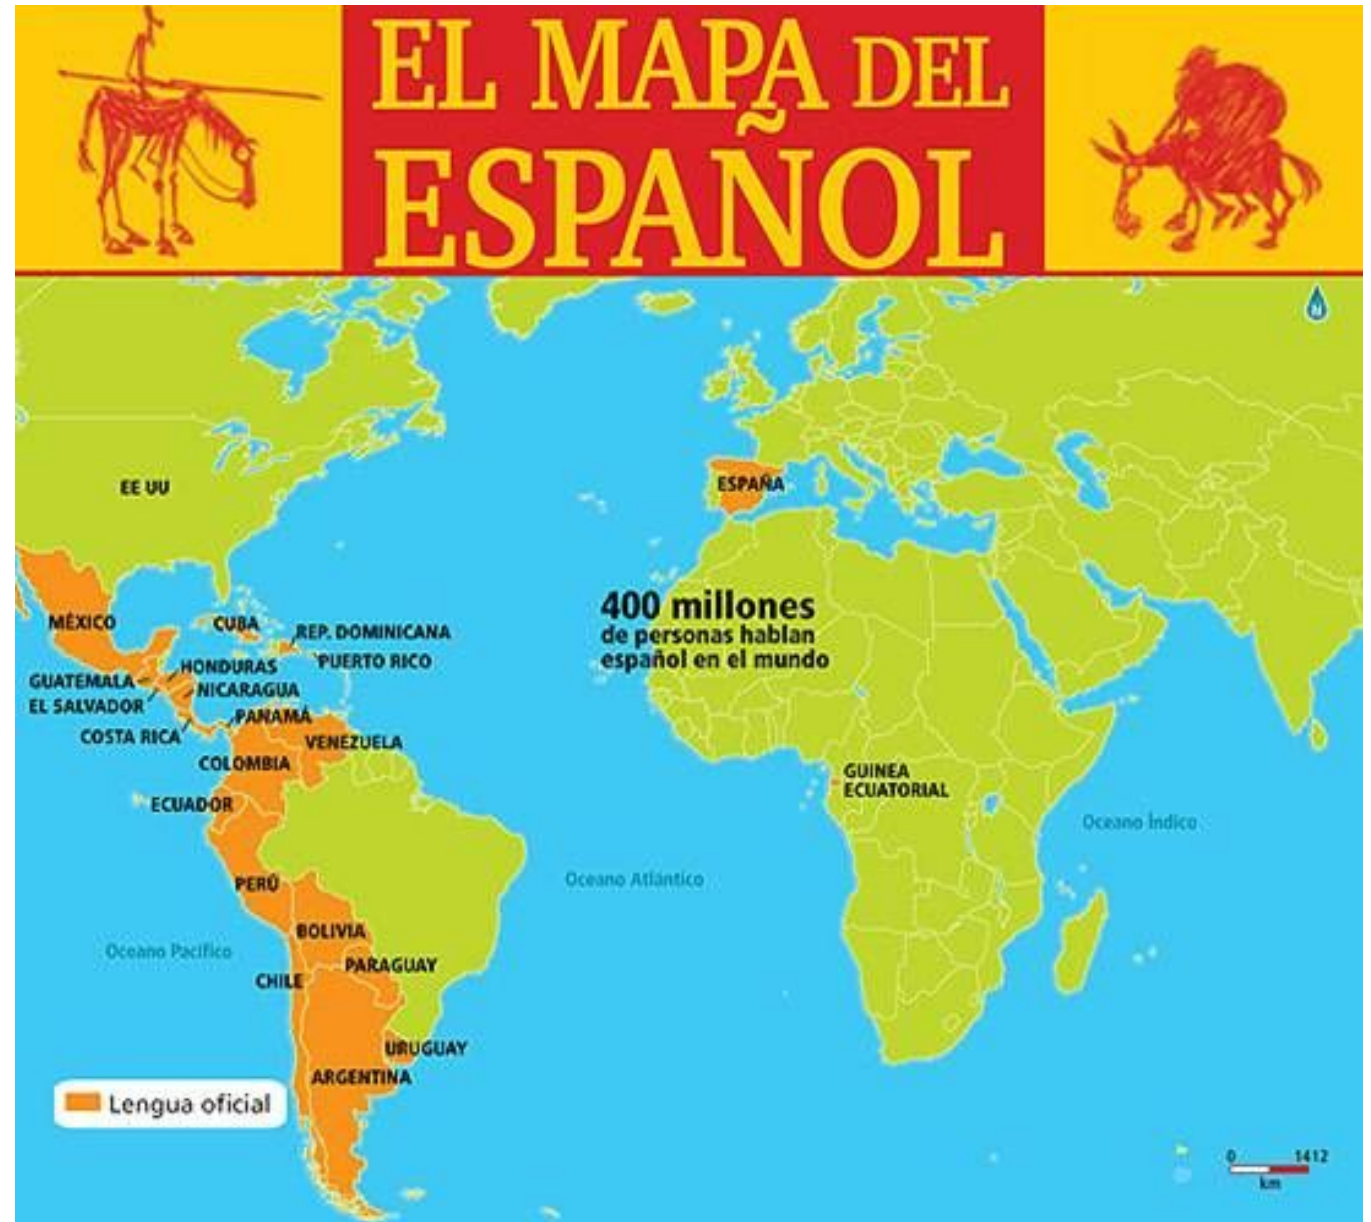 EL MAPA DEL
ESPAÑOL
N
EE UU
ESPAÑA
400 millones
de personas hablan
español en el mundo
MÉXICO
CUBA
REP. DOMINICANA
PUERTO RICO
HONDURAS
GUATEMALA
NICARAGUA
EL SALVADOR
PANAMÁ
COSTA RICA
VENEZUELA
COLOMBIA
GUINEA
ECUATORIAL
ECUADOR
Oceano Índico
Oceano Atlántico
PERÚ
BOLIVIA
Oceano Pacífico
PARAGUAY
CHILE
URUGUAY
ARGENTINA
Lengua oficial
0 1412
km